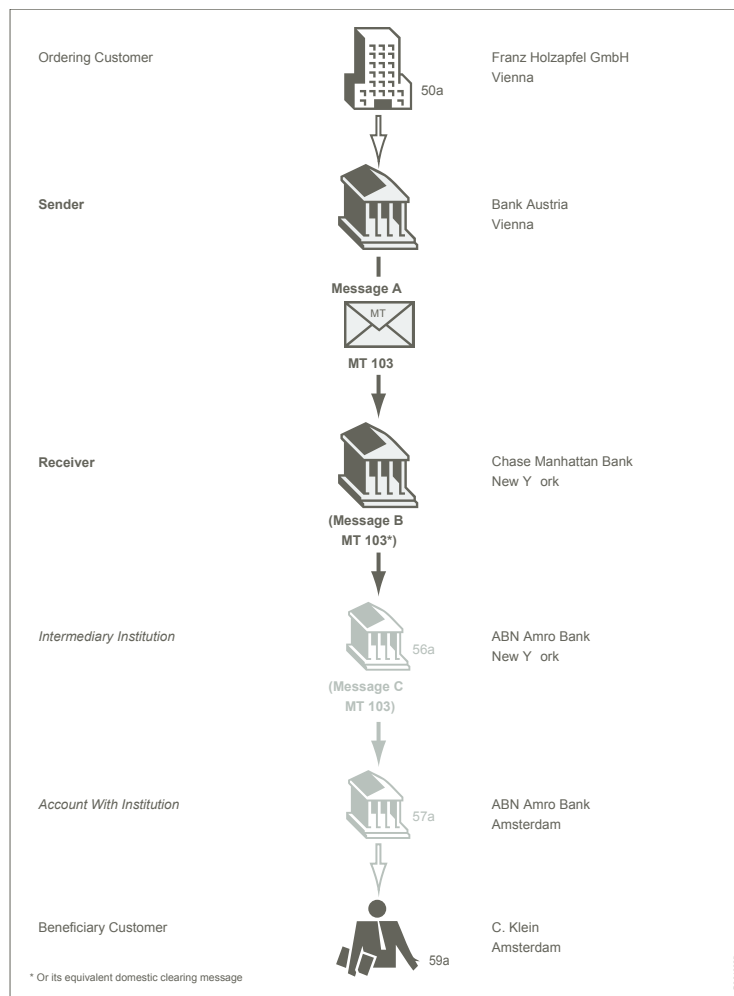 Ordering Customer
50a
Franz Holzapfel GmbH
Vienna
Sender
Bank Austria
Vienna
Message A
MT
MT 103
Receiver
Chase Manhattan Bank
New Y ork
(Message B
MT 103*)
Intermediary Institution
56a
ABN Amro Bank
New Y ork
(Message C
MT 103)
Account With Institution
57a
ABN Amro Bank
Amsterdam
Beneficiary Customer
59a
C. Klein
Amsterdam
* Or its equivalent domestic clearing message